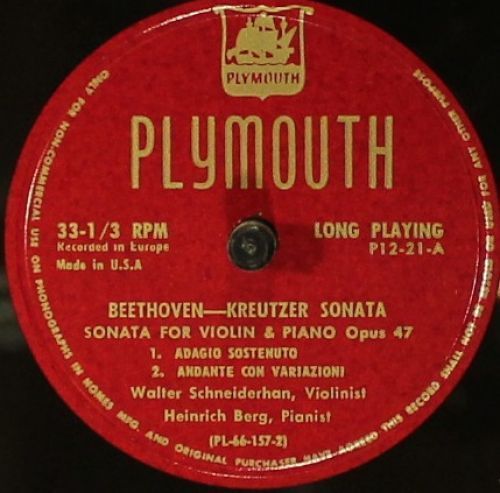 PLYMOUTH
PLYMOUTH
33-1/3 RPM
Recorded in Europe
Made in U.S.A
LONG PLAYING
P12-21-A
BEETHOVEN—KREUTZER SONATA
SONATA FOR VIOLIN & PIANO Opus 47
1. ADAGIO SOSTENUTO
2. ANDANTE CON VARIAZIONI
Walter Schneiderhan, Violinist
Heinrich Berg, Pianist
(PL-66-157-2)
ONLY FOR NON-COMMERCIAL USE ON PHONOGRAPHS IN HOMES MFG. AND ORIGINAL PURCHASER HAVE AGREED THIS RECORD SHALL NOT BE USED FOR ANY OTHER PURPOSE